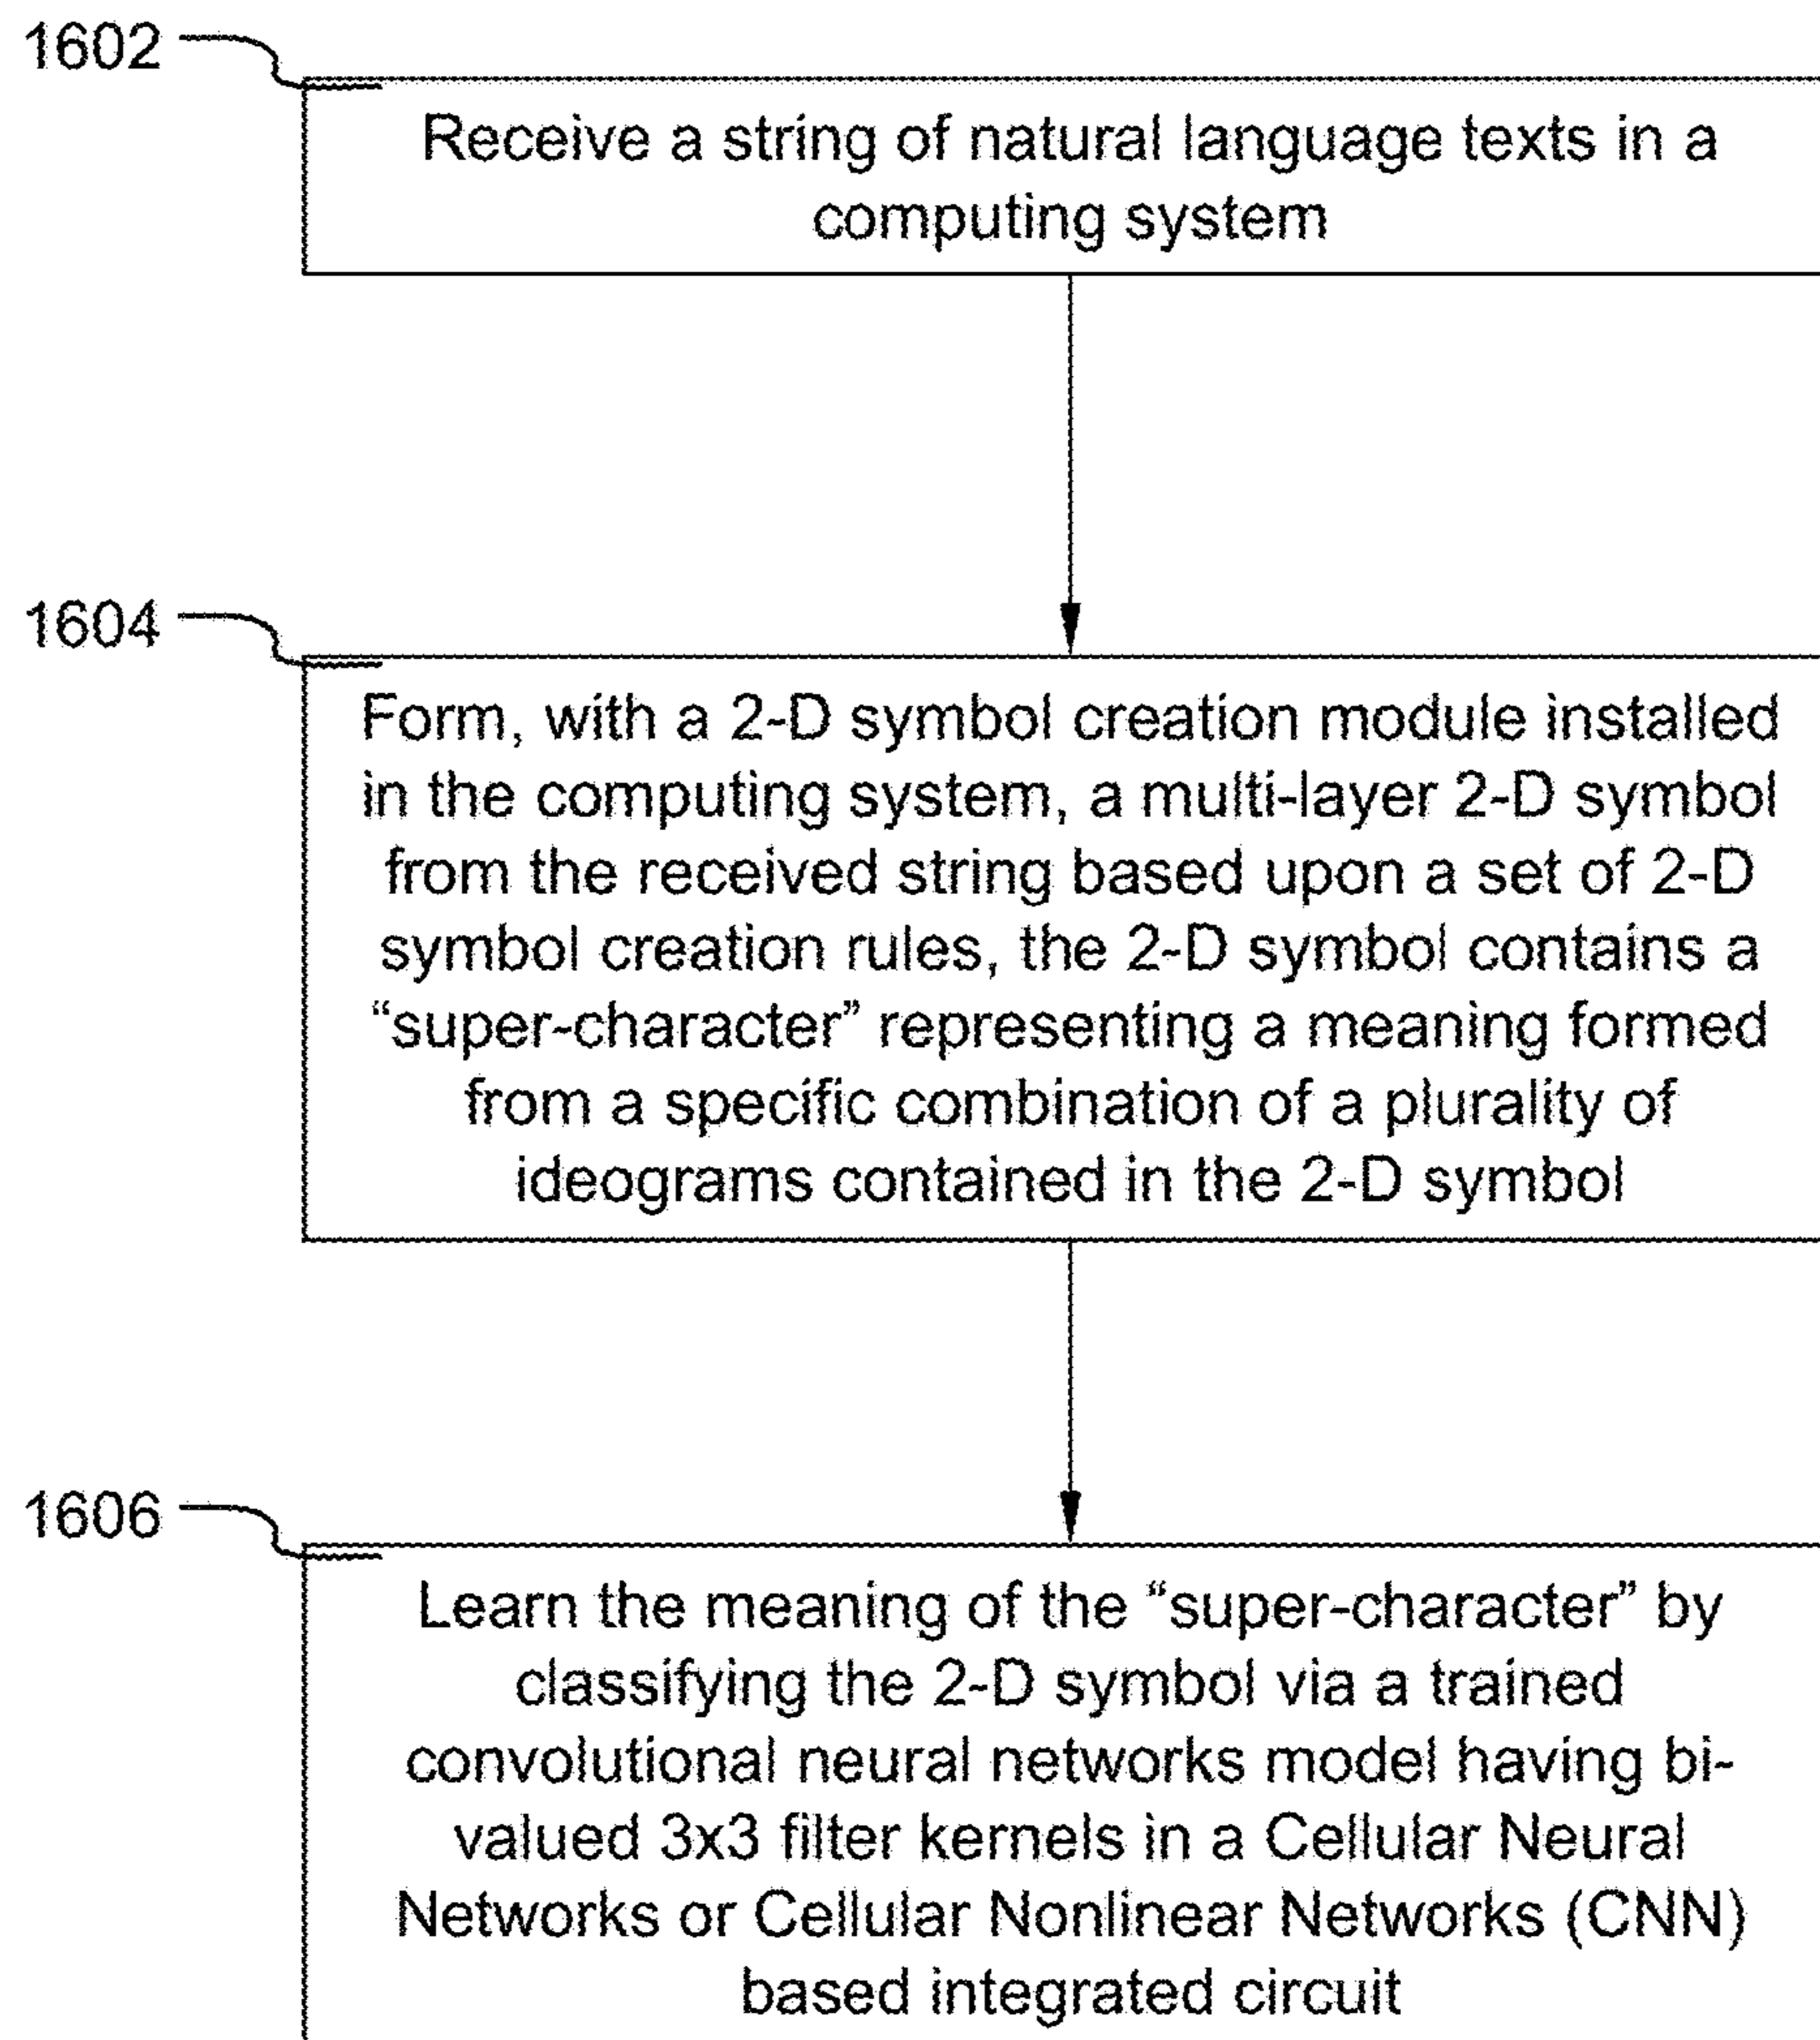 1602
Receive a string of natural language texts in a
computing system
1604
Form, with a 2-D symbol creation module installed
in the computing system, a multi-layer 2-D symbol
from the received string based upon a set of 2-D
symbol creation rules, the 2-D symbol contains a
“super-character” representing a meaning formed
from a specific combination of a plurality of
ideograms contained in the 2-D symbol
1606
Learn the meaning of the “super-character” by
classifying the 2-D symbol via a trained
convolutional neural networks model having bi-
valued 3x3 filter kernels in a Cellular Neural
Networks or Cellular Nonlinear Networks (CNN)
based integrated circuit